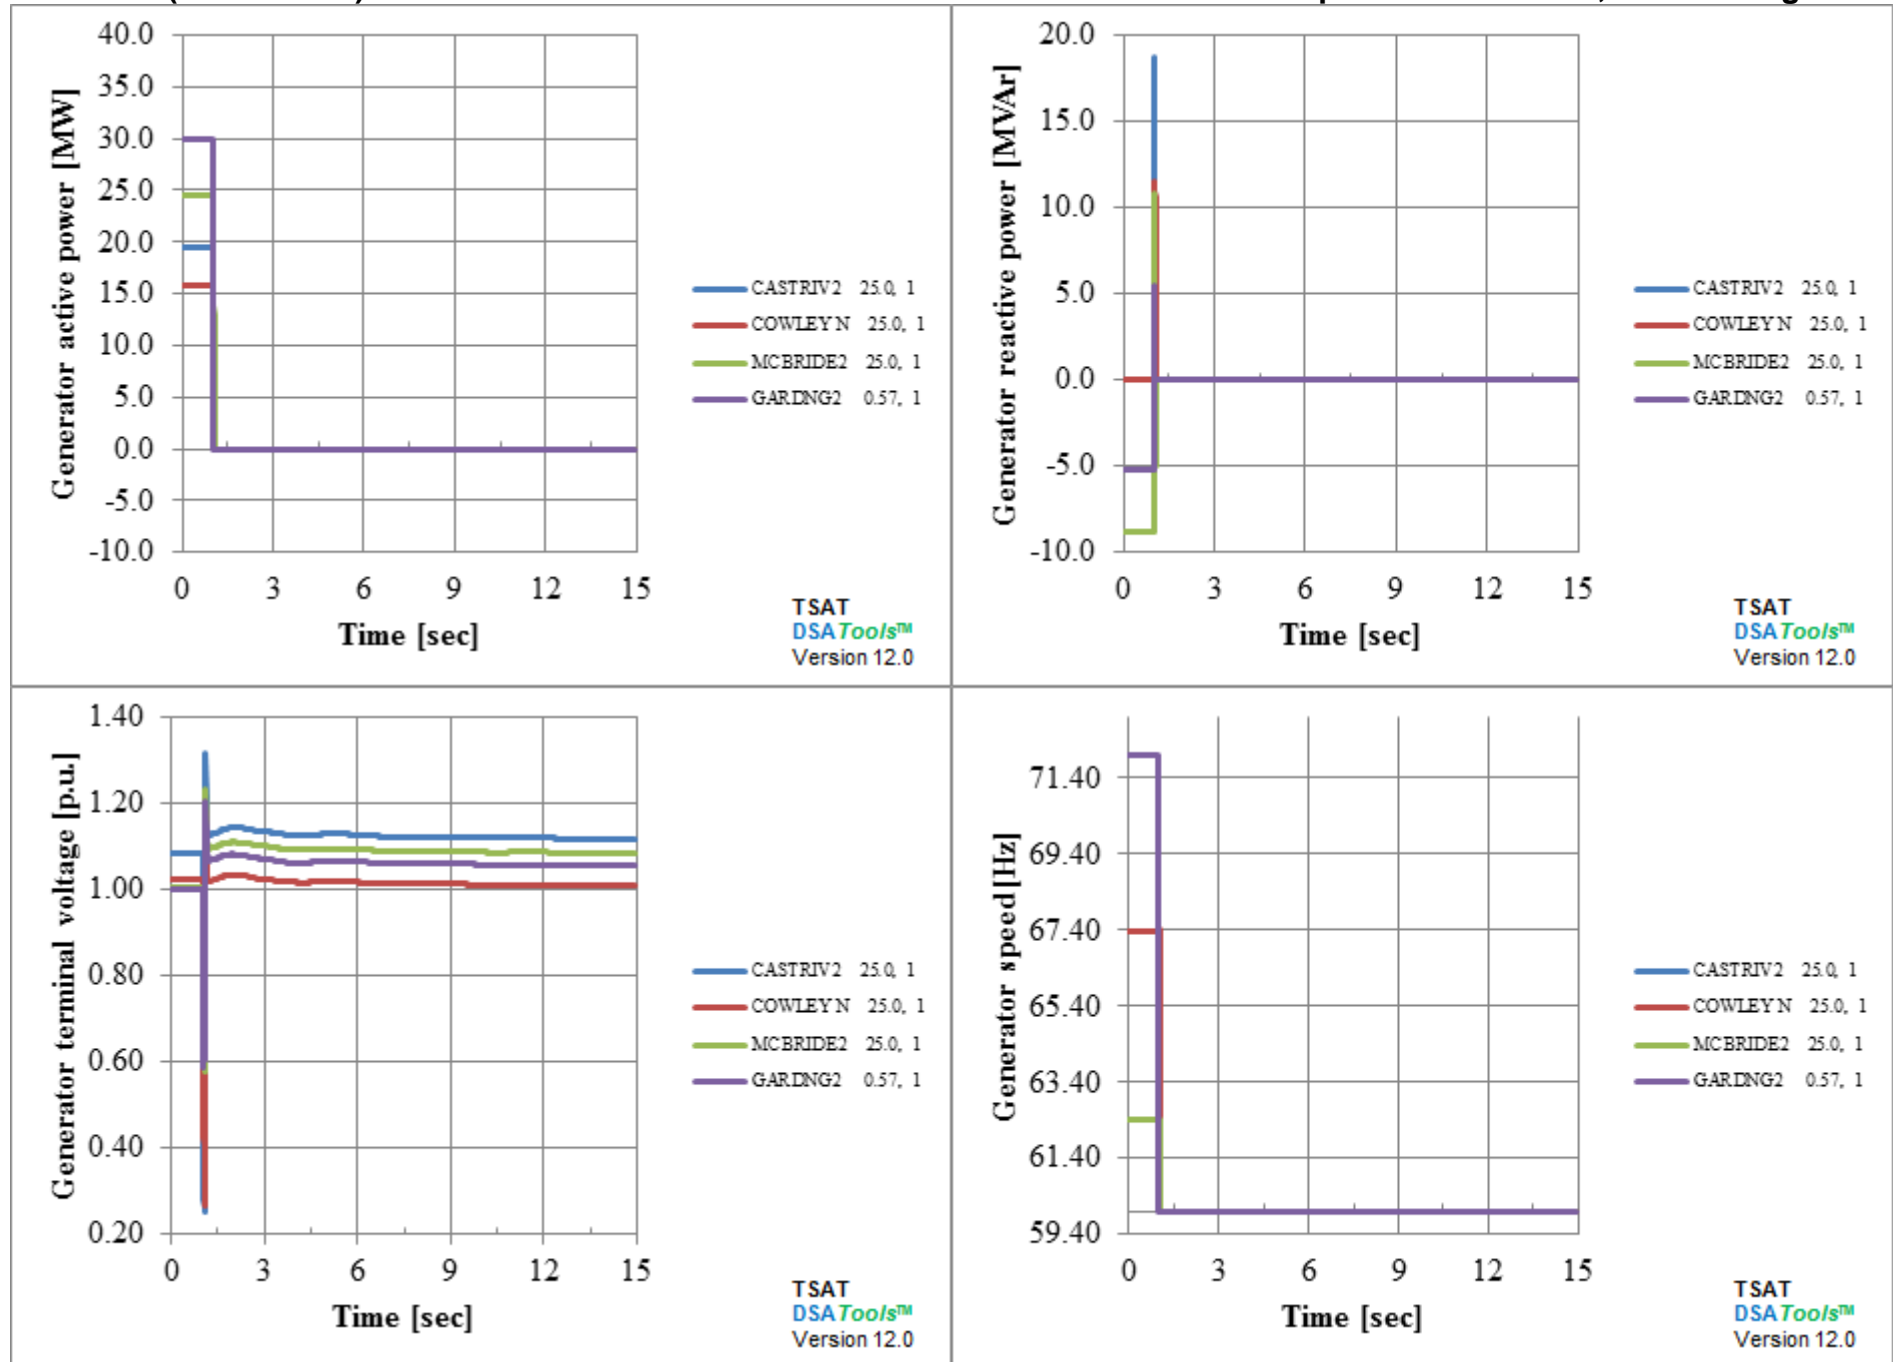 Generator active power [MW]
40.0
35.0
30.0
25.0
20.0
15.0
10.0
5.0
0.0
-5.0
-10.0
0 3 6 9 12 15
Time [sec]
CASTRIV2 25.0, 1
COWLEY N 25.0, 1
MCBRIDE2 25.0, 1
GARDNG2 0.57, 1
TSAT
DSATools™
Version 12.0
Generator reactive power [MVAr]
20.0
15.0
10.0
5.0
0.0
-5.0
-10.0
0 3 6 9 12 15
Time [sec]
CASTRIV2 25.0, 1
COWLEY N 25.0, 1
MCBRIDE2 25.0, 1
GARDNG2 0.57, 1
TSAT
DSATools™
Version 12.0
Generator terminal voltage [p.u.]
1.40
1.20
1.00
0.80
0.60
0.40
0.20
0 3 6 9 12 15
Time [sec]
CASTRIV2 25.0, 1
COWLEY N 25.0, 1
MCBRIDE2 25.0, 1
GARDNG2 0.57, 1
TSAT
DSATools™
Version 12.0
Generator speed[Hz]
71.40
69.40
67.40
65.40
63.40
61.40
59.40
0 3 6 9 12 15
Time [sec]
CASTRIV2 25.0, 1
COWLEY N 25.0, 1
MCBRIDE2 25.0, 1
GARDNG2 0.57, 1
TSAT
DSATools™
Version 12.0